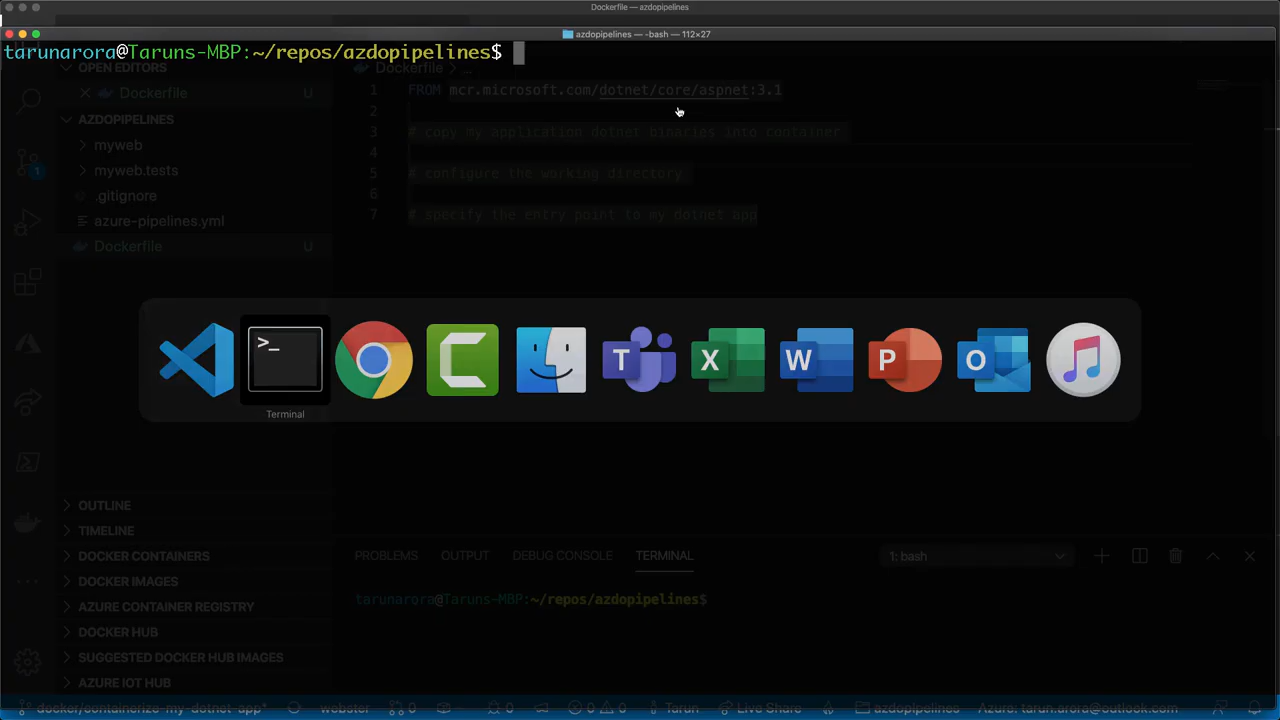 Dockerfile — azdopipelines
azdopipelines — -bash — 112×27
tarunarora@Taruns-MBP:~/repos/azdopipelines$
OPEN EDITORS
Dockerfile
U
AZDOPIPELINES
myweb
myweb.tests
.gitignore
azure-pipelines.yml
Dockerfile
U
1
Dockerfile > ...
1 FROM mcr.microsoft.com/dotnet/core/aspnet:3.1
2
3 # copy my application dotnet binaries into container
4
5 # configure the working directory
6
7 # specify the entry point to my dotnet app
>_
T
X
W
P
O
Terminal
OUTLINE
TIMELINE
DOCKER CONTAINERS
DOCKER IMAGES
AZURE CONTAINER REGISTRY
DOCKER HUB
SUGGESTED DOCKER HUB IMAGES
AZURE IOT HUB
PROBLEMS OUTPUT DEBUG CONSOLE TERMINAL
1: bash
tarunarora@Taruns-MBP:~/repos/azdopipelines$
docker/containerize-my-dotnet-app* webster 0 0 0 0 Tarun Live Share azdopipelines Azure: tarun.arora@outlook.com